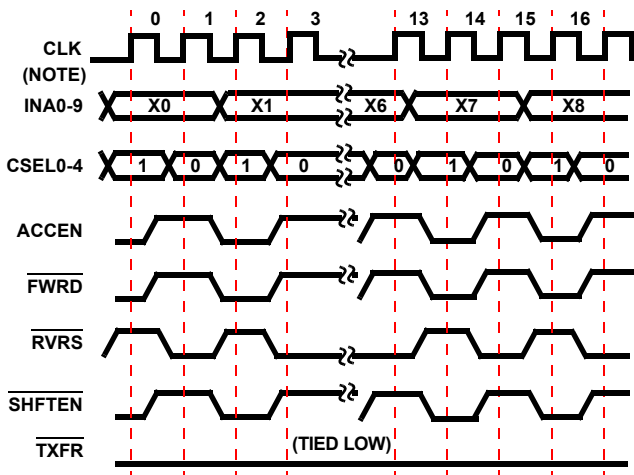 0 1 2 3 13 14 15 16
CLK
(NOTE)
INA0-9 X0 X1 X6 X7 X8
CSEL0-4 1 0 1 0 0 1 0 1 0
ACCEN
FWRD
RVRS
SHFTEN
TXFR (TIED LOW)